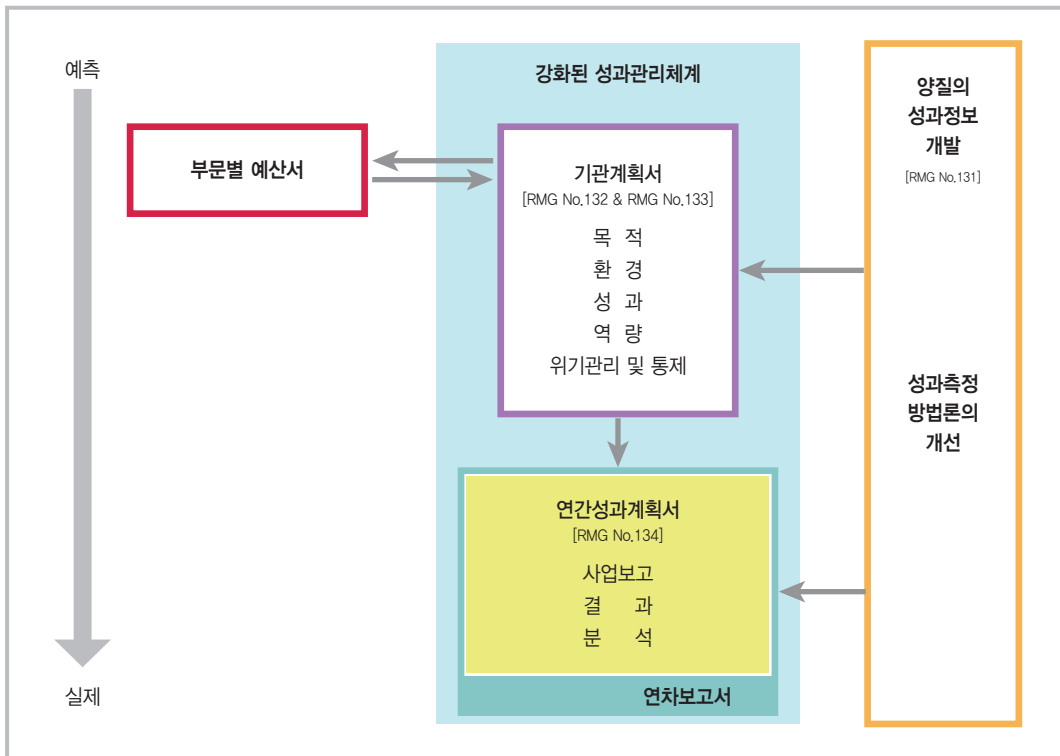 예측
강화된 성과관리체계
부문별 예산서
기관계획서
[RMG No.132 & RMG No.133]
목 적
환 경
성 과
역 량
위기관리 및 통제
연간성과계획서
[RMG No.134]
사업보고
결 과
분 석
연차보고서
실제
양질의
성과정보
개발
[RMG No.131]
성과측정
방법론의
개선